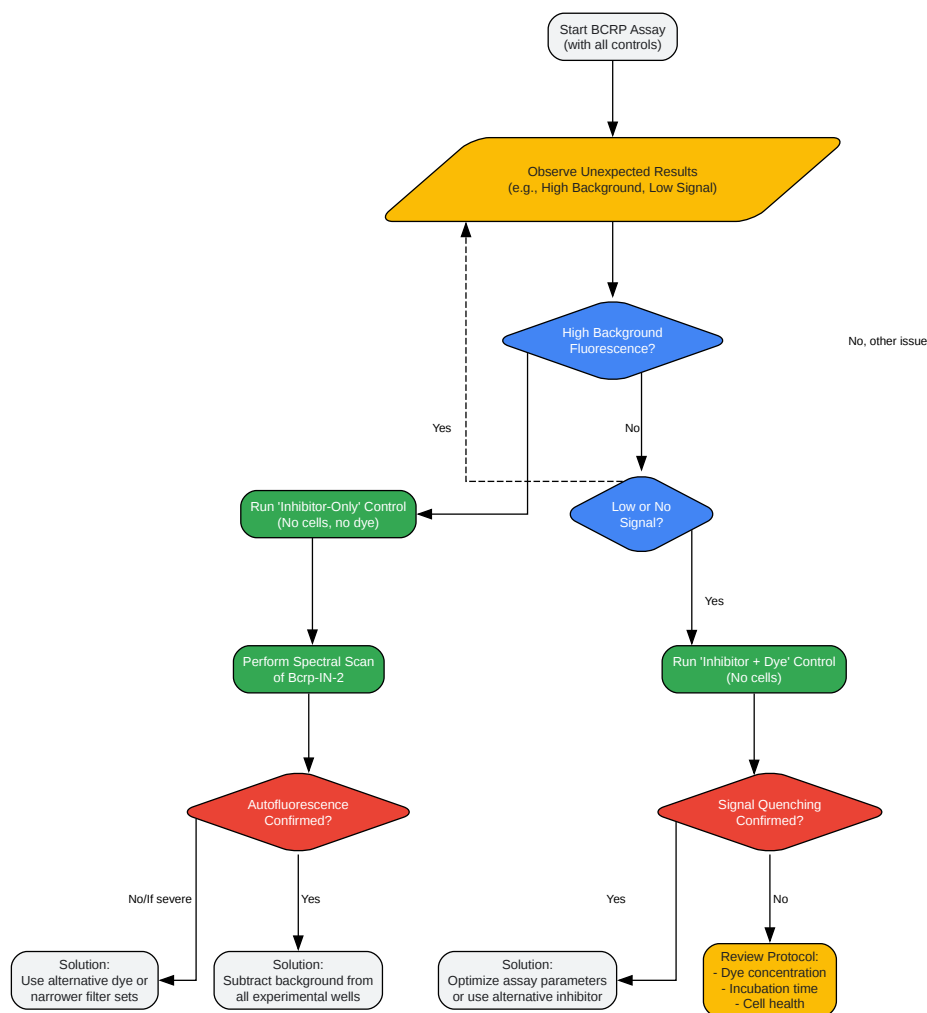 Start BCRP Assay
(with all controls)
Observe Unexpected Results
(e.g., High Background, Low Signal)
High Background
Fluorescence?
No, other issue
Yes
No
Run 'Inhibitor-Only' Control
(No cells, no dye)
Low or No
Signal?
Yes
Perform Spectral Scan
of Bcrp-IN-2
Run 'Inhibitor + Dye' Control
(No cells)
Autofluorescence
Confirmed?
Signal Quenching
Confirmed?
No/If severe
Yes
Yes
No
Solution:
Use alternative dye or
narrower filter sets
Solution:
Subtract background from
all experimental wells
Solution:
Optimize assay parameters
or use alternative inhibitor
Review Protocol:
- Dye concentration
- Incubation time
- Cell health